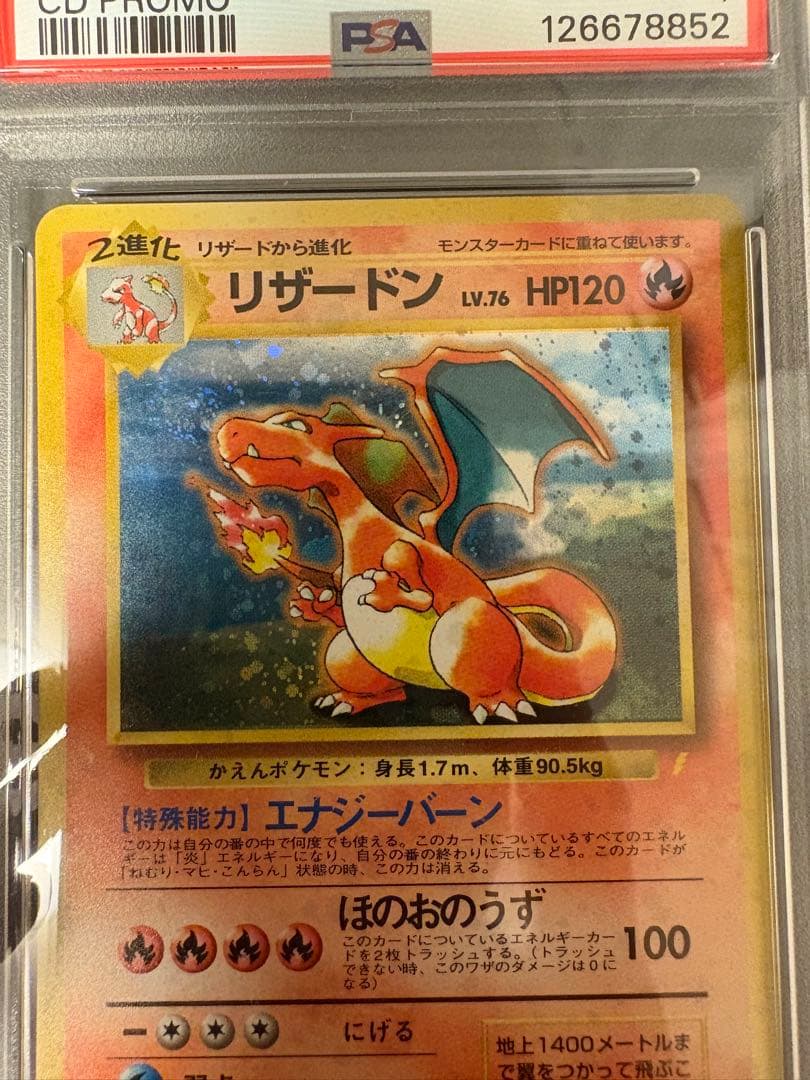 CD PROMO
PSA
126678852
2進化 リザードから進化 モンスターカードに重ねて使います。
リザードン LV.76 HP120
かえんポケモン：身長1.7m、体重90.5kg
【特殊能力】エナジーバーン
この力は自分の番の中で何度でも使える。このカードについているすべてのエネル
ギーは「炎」エネルギーになり、自分の番の終わりに元にもどる。このカードが
「ねむり・マヒ・こんらん」状態の時、この力は消える。
ほのおのうず
このカードについているエネルギーカー
ドを2枚トラッシュする。（トラッシュ
できない時、このワザのダメージは0に
なる）
100
にげる
地上1400メートルま
で翼をつかって飛ぶこ